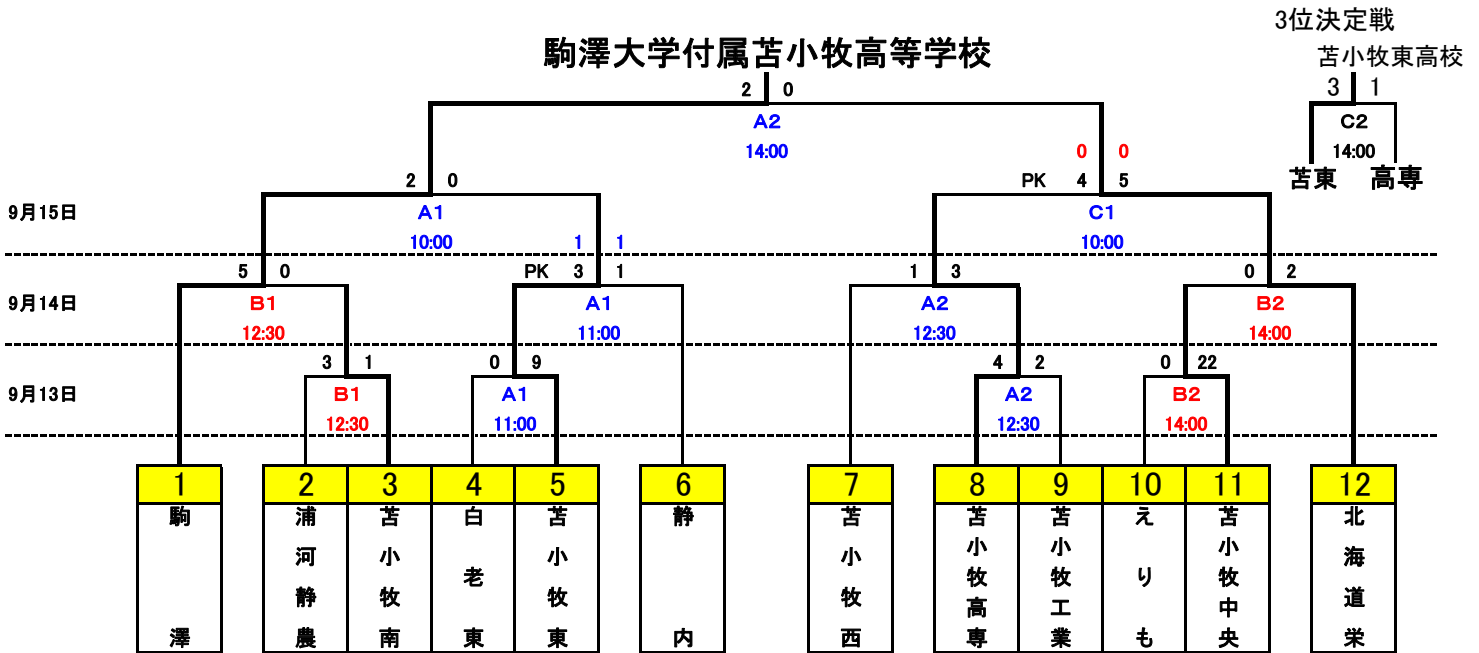 3位決定戦
駒澤大学付属苫小牧高等学校
苫小牧東高校
2 0
3 1
A2
C2
14:00
0 0
14:00
2 0
PK 4 5
苫東 高専
9月15日
A1
C1
10:00
1 1
10:00
5 0
PK 3 1
1 3
0 2
9月14日
B1
A1
A2
B2
12:30
11:00
12:30
14:00
3 1
0 9
4 2
0 22
9月13日
B1
A1
A2
B2
12:30
11:00
12:30
14:00
1 2 3 4 5 6 7 8 9 10 11 12
駒澤
浦河静農
苫小牧南
白老東
苫小牧東
静内
苫小牧西
苫小牧高専
苫小牧工業
えりも
苫小牧中央
北海道栄